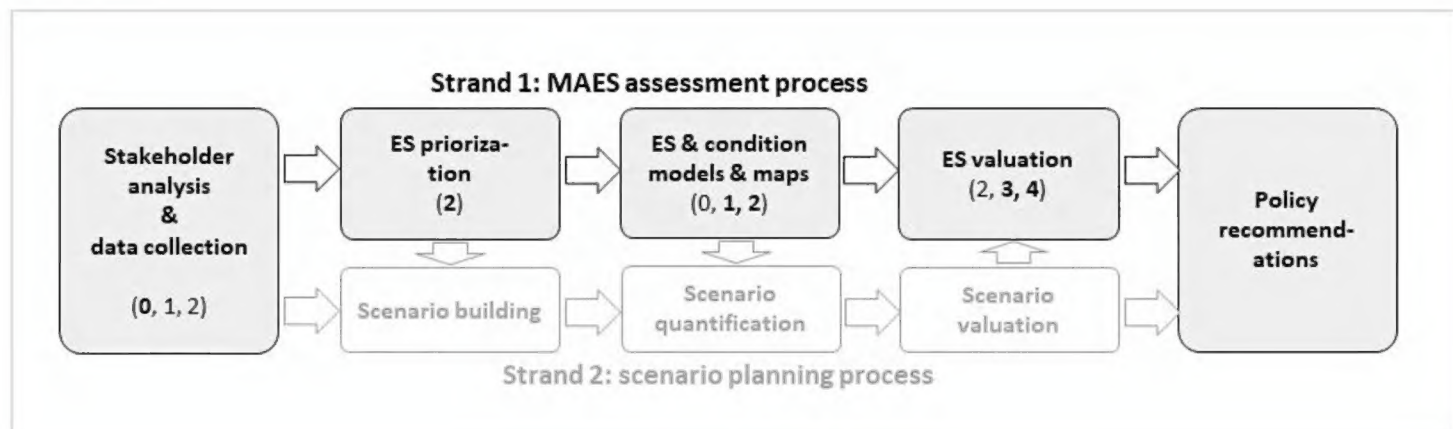 Strand 1: MAES assessment process
Stakeholder
analysis
&
data collection
(0, 1, 2)
ES prioriza-
tion
(2)
ES & condition
models & maps
(0, 1, 2)
ES valuation
(2, 3, 4)
Policy
recommend-
ations
Scenario building
Scenario
quantification
Scenario
valuation
Strand 2: scenario planning process